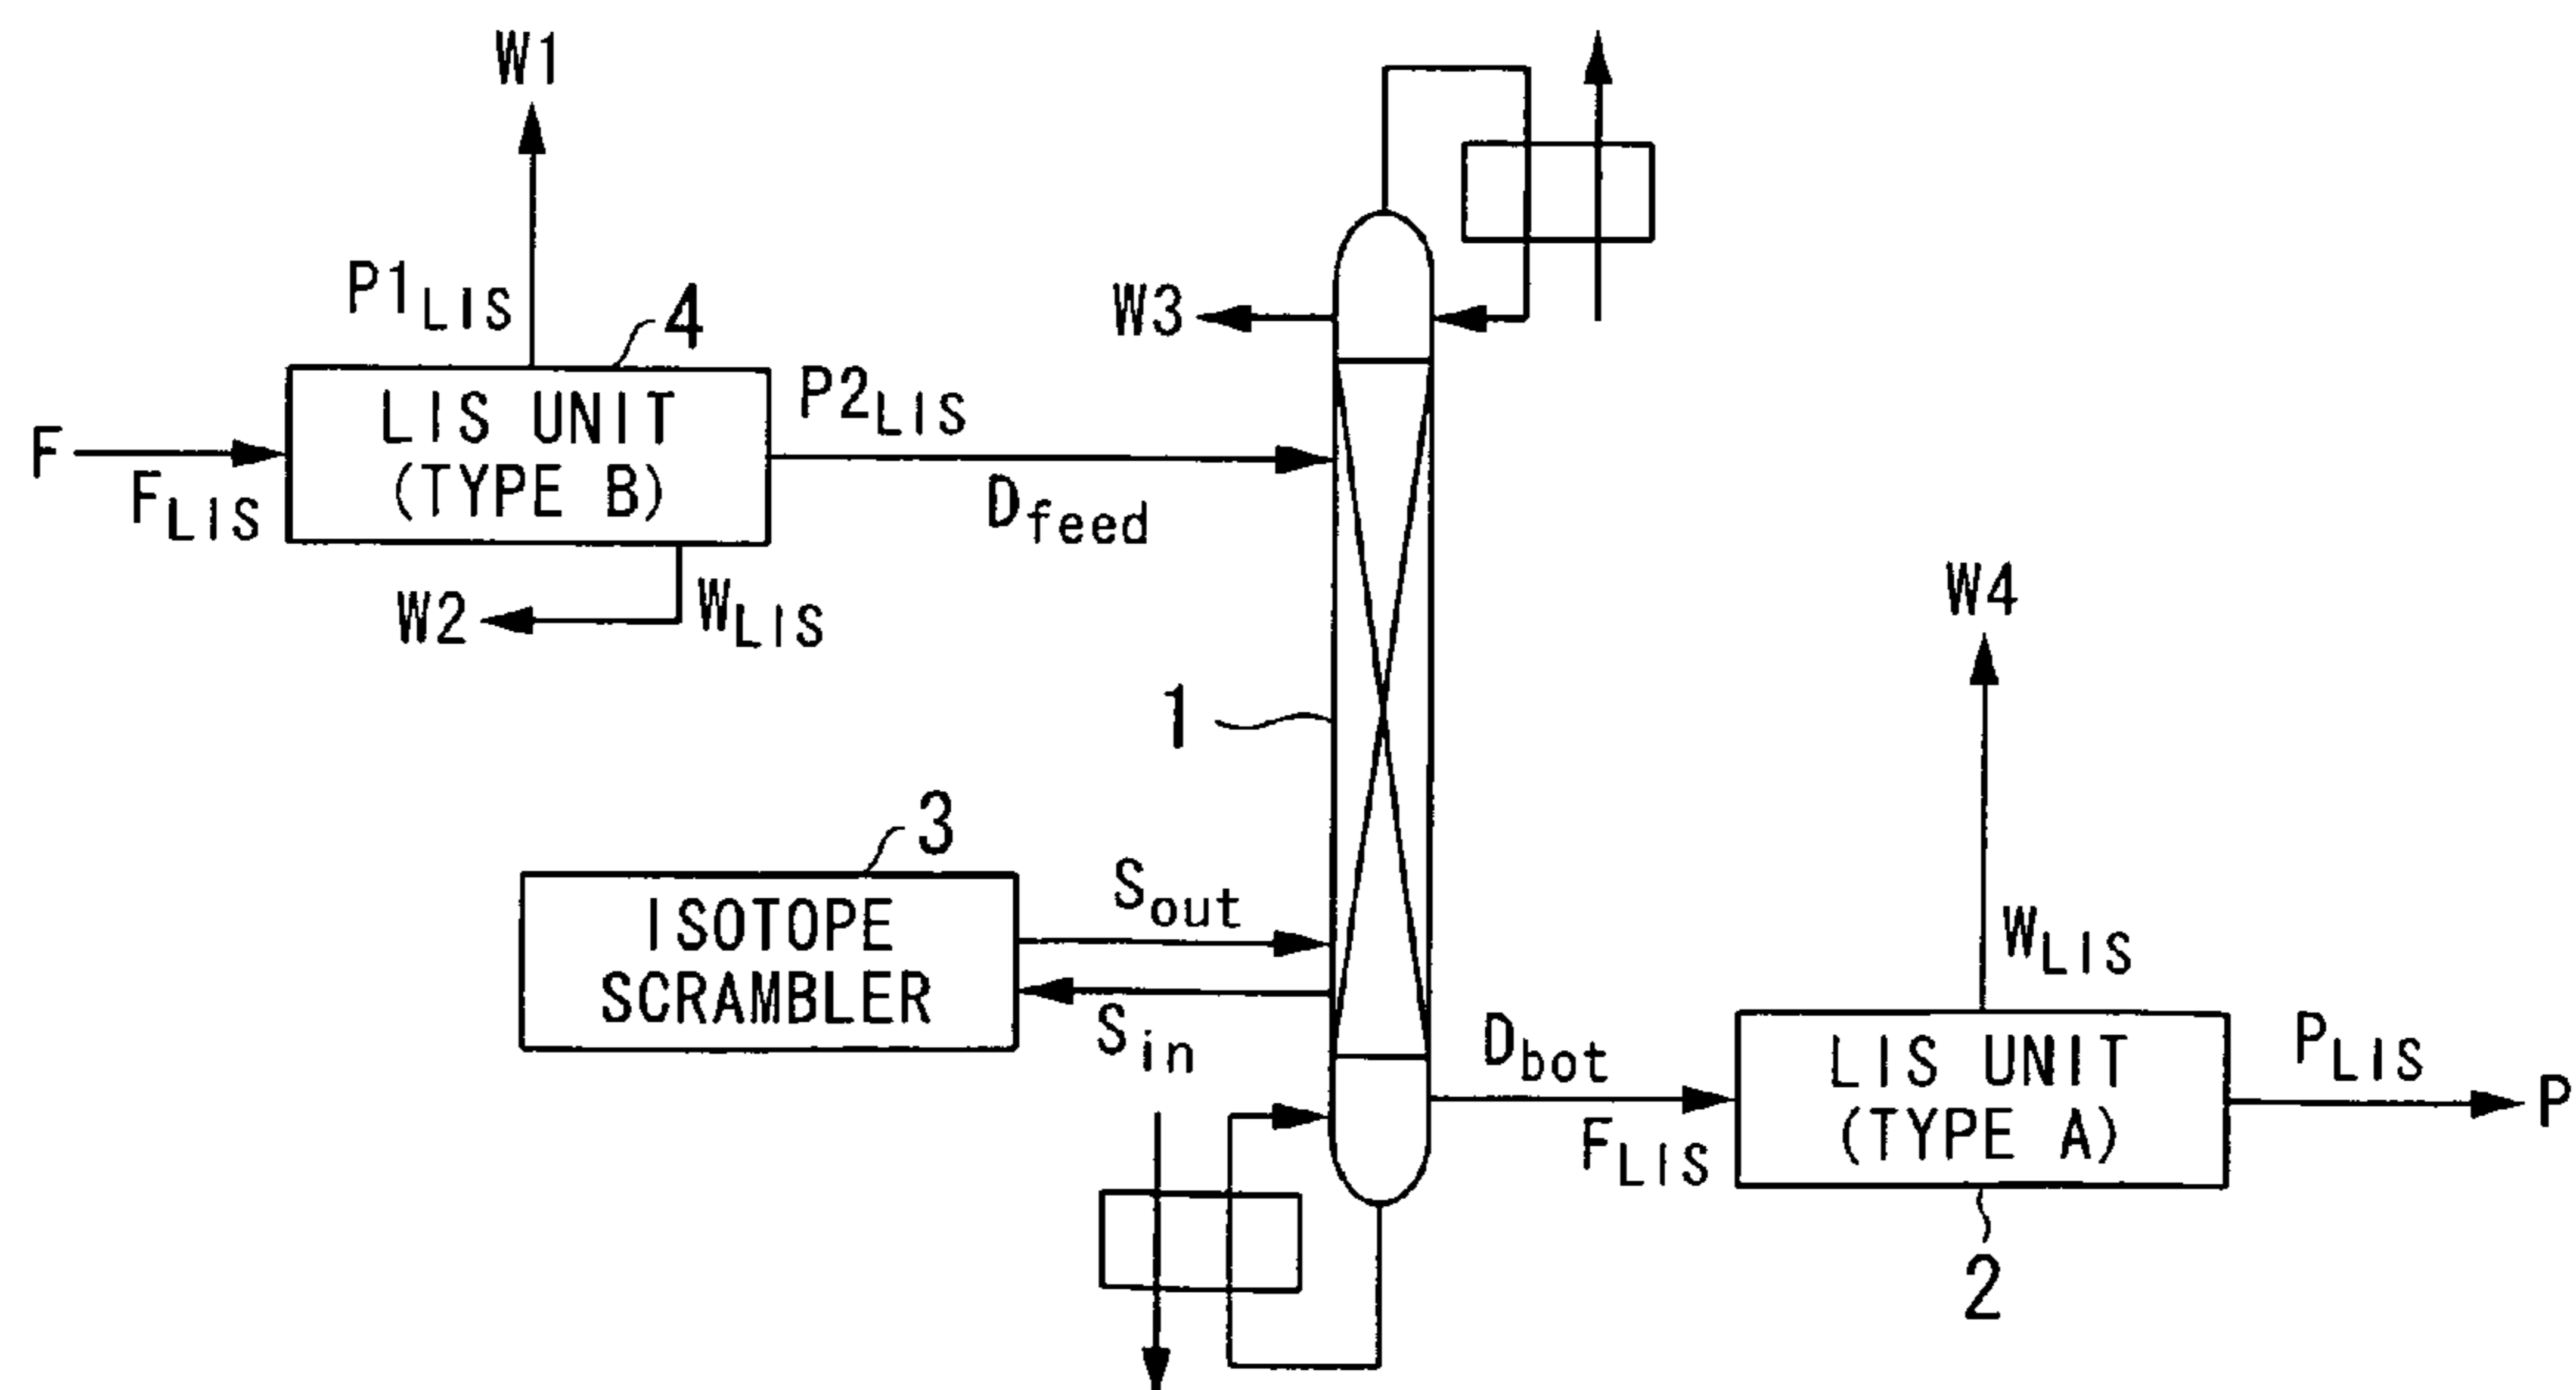 W1
P1LIS
4
W3
LIS UNIT
(TYPE B)
P2LIS
F
FLIS
Dfeed
W2
WLIS
W4
1
3
ISOTOPE
SCRAMBLER
Sout
Sin
WLIS
Dbot
FLIS
LIS UNIT
(TYPE A)
PLIS
P
2